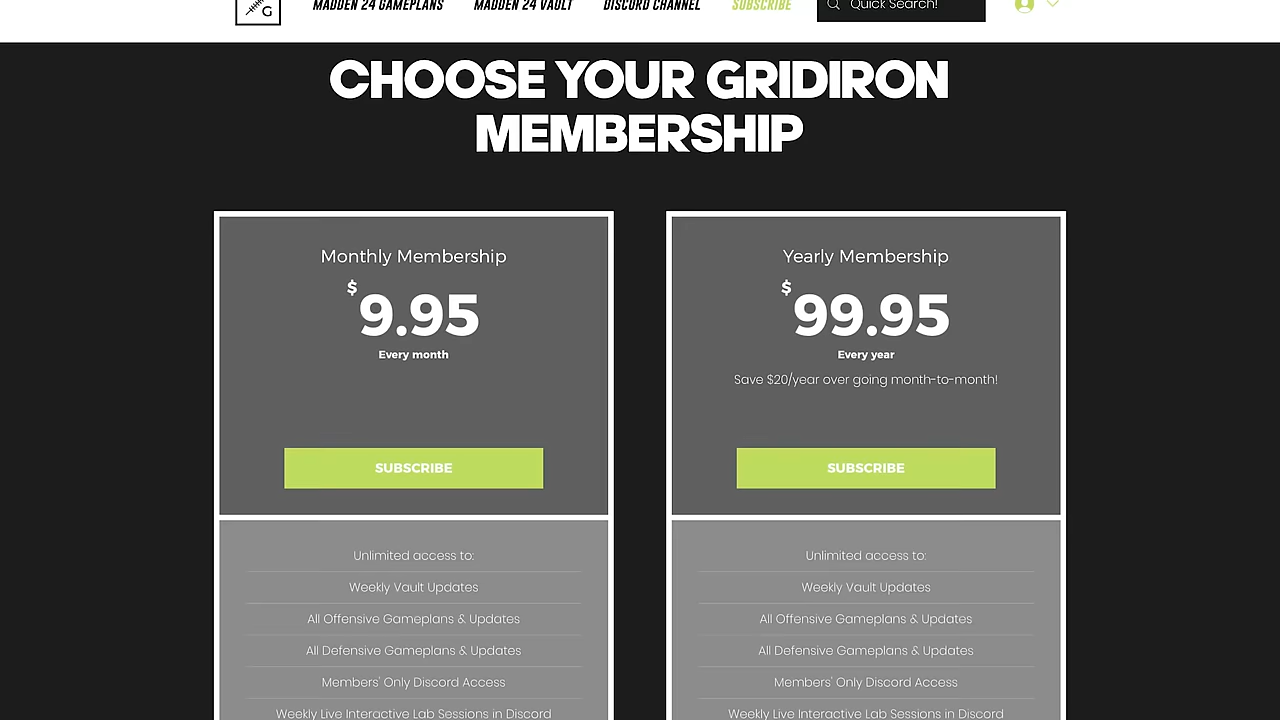 G
MADDEN 24 GAMEPLANS
MADDEN 24 VAULT
DISCORD CHANNEL
SUBSCRIBE
Quick Search!
CHOOSE YOUR GRIDIRON
MEMBERSHIP
Monthly Membership
$
9.95
Every month
SUBSCRIBE
Unlimited access to:
Weekly Vault Updates
All Offensive Gameplans & Updates
All Defensive Gameplans & Updates
Members' Only Discord Access
Weekly Live Interactive Lab Sessions in Discord
Yearly Membership
$
99.95
Every year
Save $20/year over going month-to-month!
SUBSCRIBE
Unlimited access to:
Weekly Vault Updates
All Offensive Gameplans & Updates
All Defensive Gameplans & Updates
Members' Only Discord Access
Weekly Live Interactive Lab Sessions in Discord